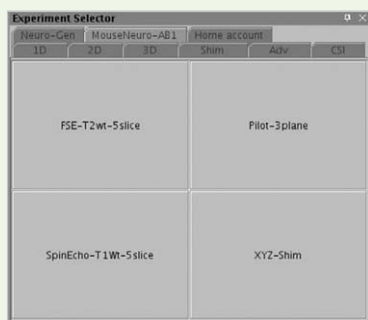 Experiment Selector
Neuro-Gen MouseNeuro-AB1 Home account
1D 2D 3D Shim Adv CSI
FSE-T2wt-5slice Pilot-3plane
SpinEcho-T1Wt-5slice XYZ-Shim